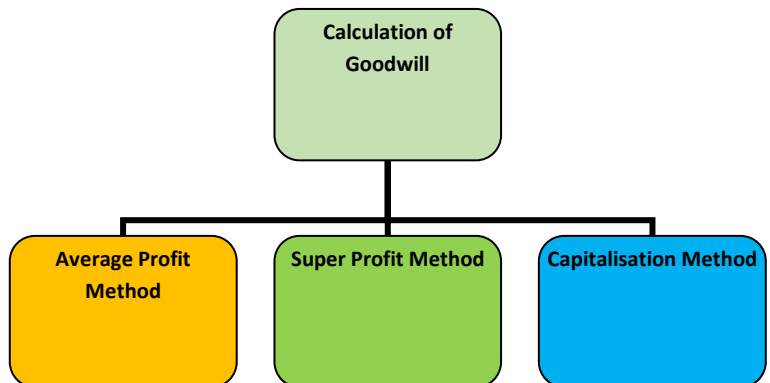 Calculation of
Goodwill
Average Profit
Method
Super Profit Method
Capitalisation Method